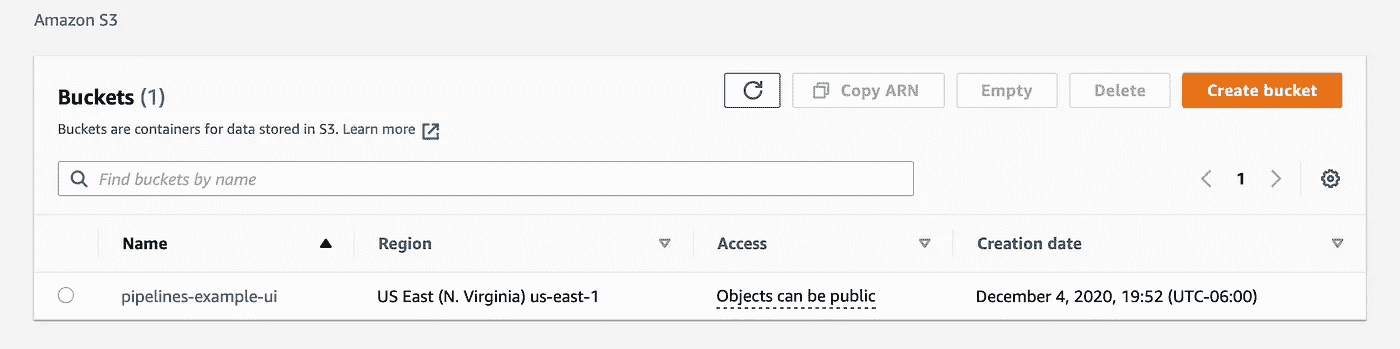 Amazon S3
Buckets (1)
Copy ARN
Empty
Delete
Create bucket
Buckets are containers for data stored in S3. Learn more
Find buckets by name
1
Name Region Access Creation date
pipelines-example-ui US East (N. Virginia) us-east-1 Objects can be public December 4, 2020, 19:52 (UTC-06:00)